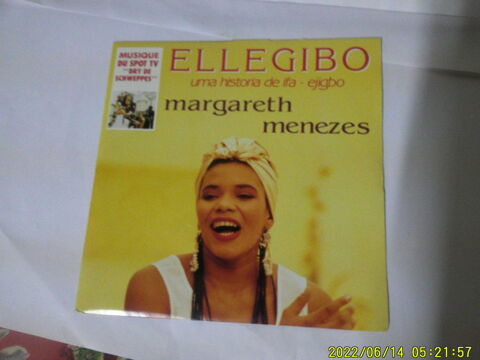 MUSIQUE
DU SPOT TV
"DRY DE
SCHWEPPES"
ELLEGIBO
uma historia de ifa - ejigbo
margareth
menezes
2022/06/14 05:21:57